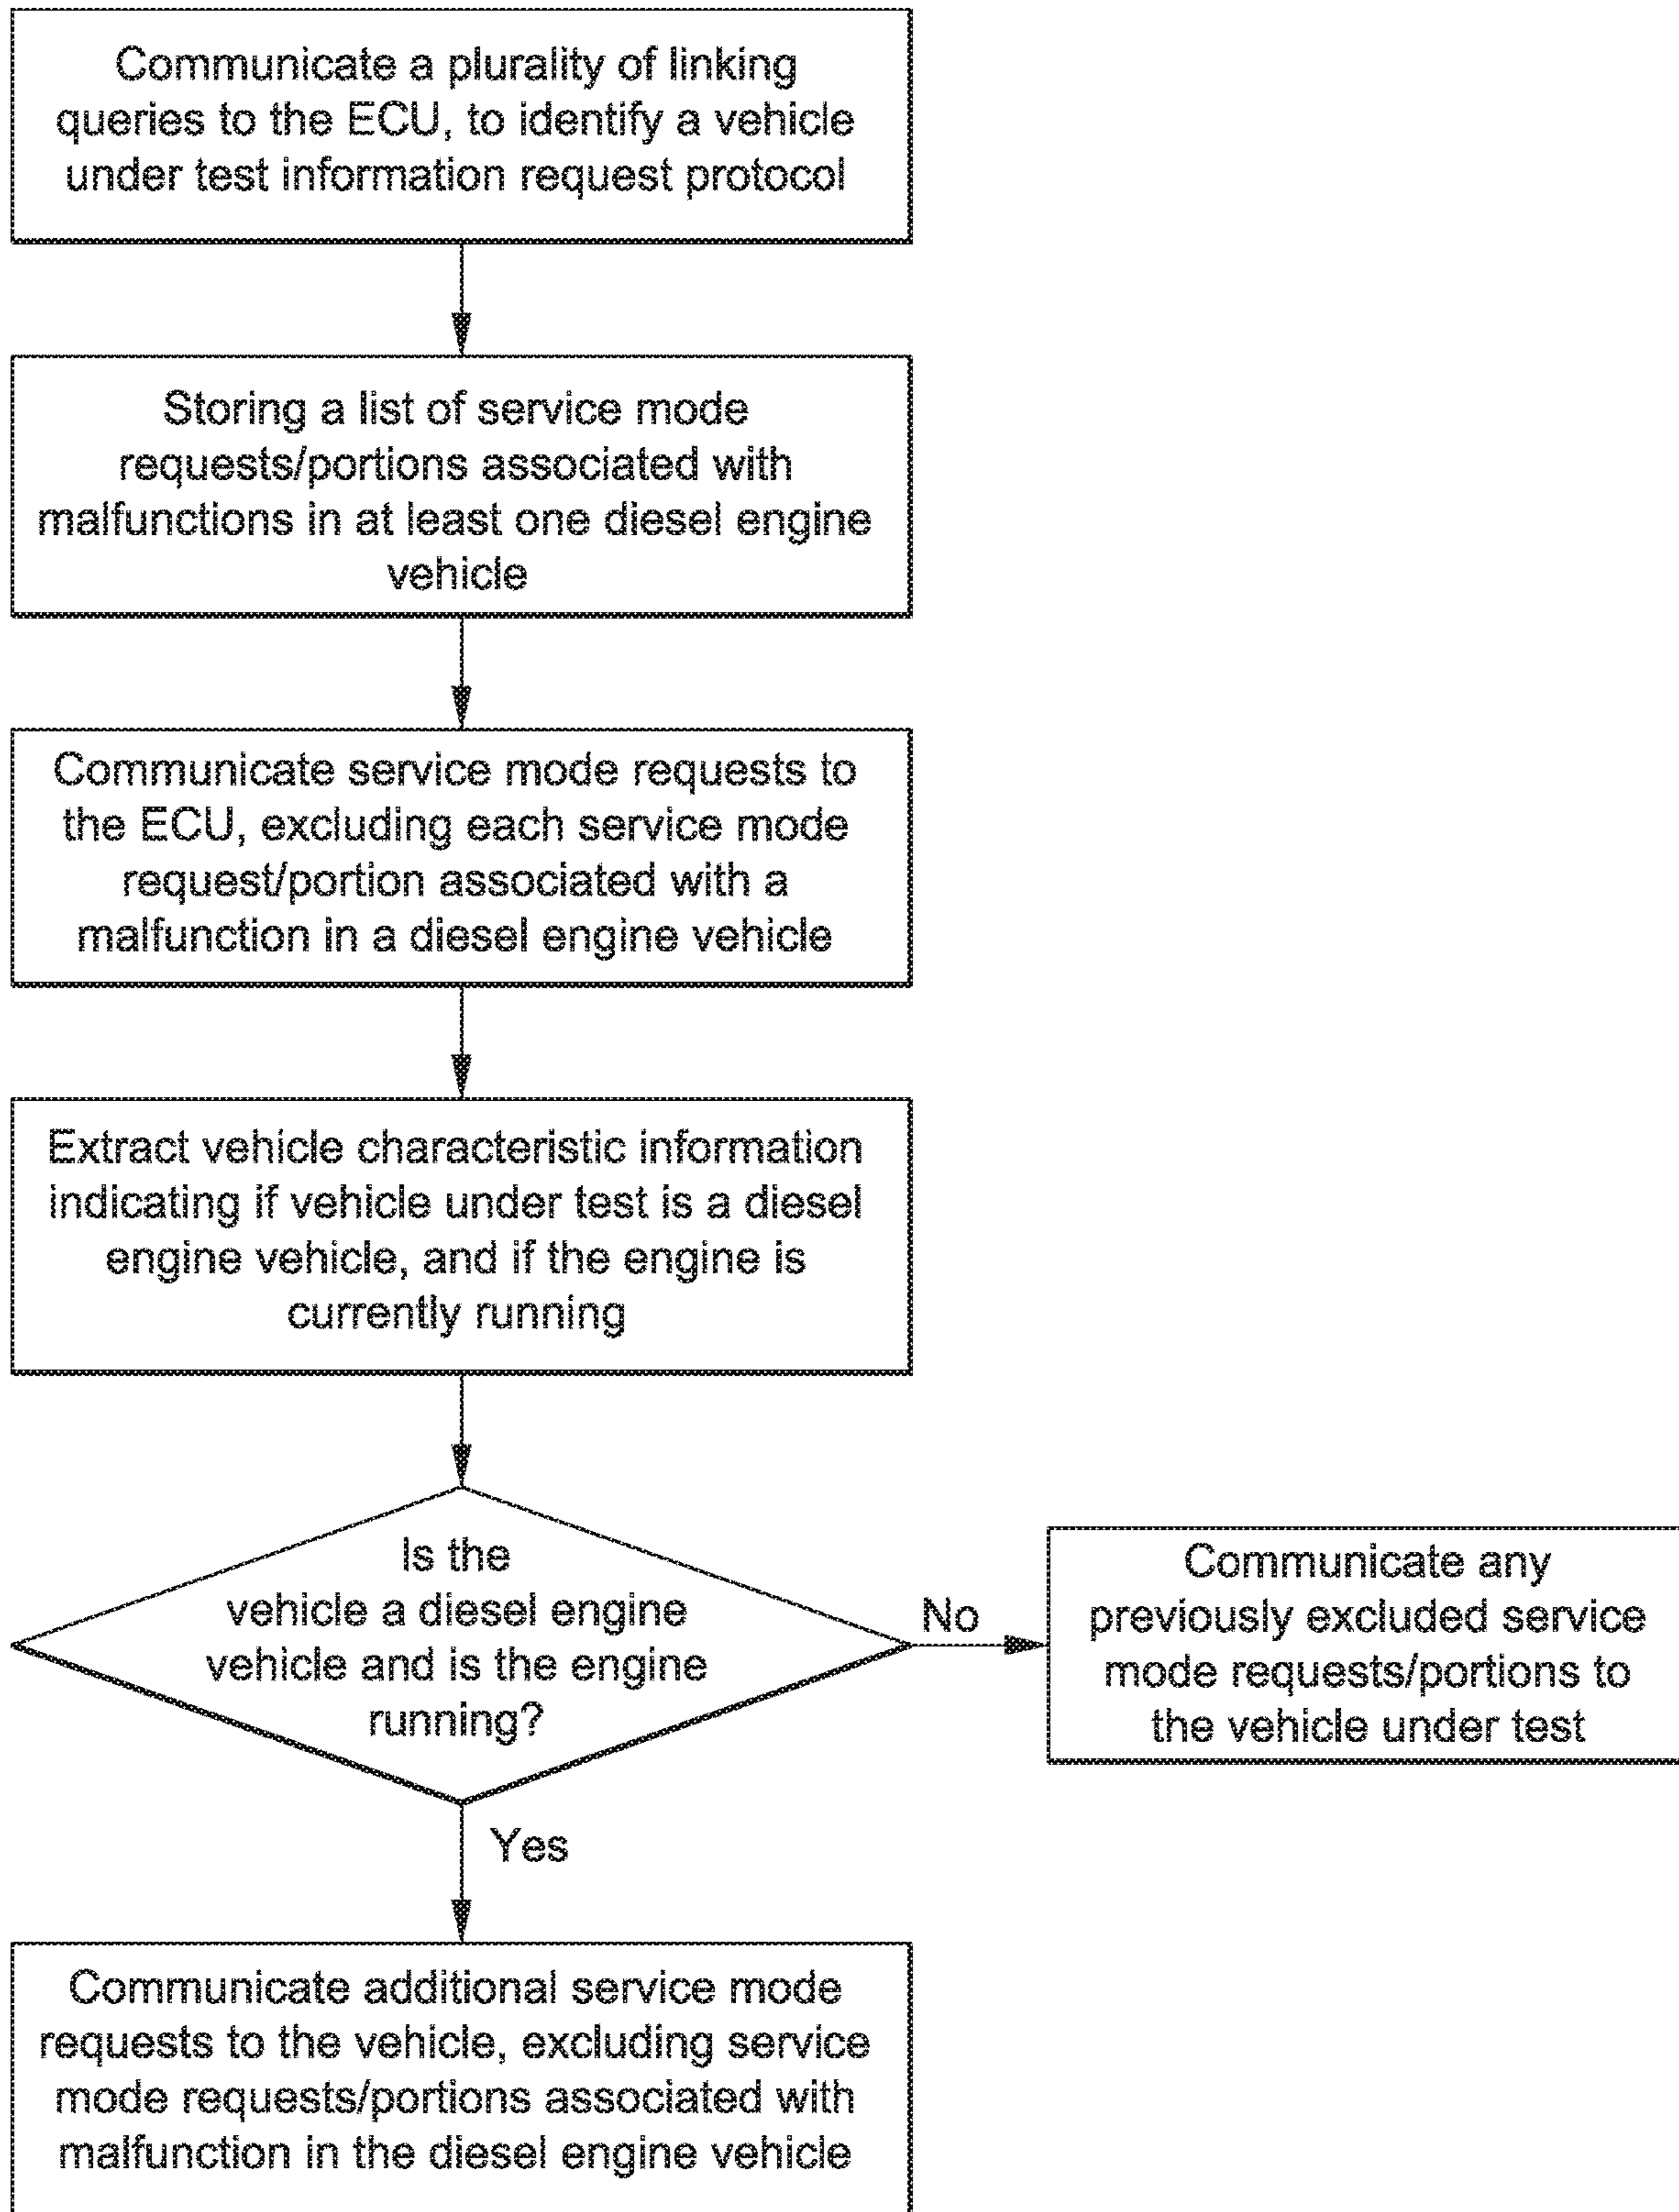 Communicate a plurality of linking
queries to the ECU, to identify a vehicle
under test information request protocol
Storing a list of service mode
requests/portions associated with
malfunctions in at least one diesel engine
vehicle
Communicate service mode requests to
the ECU, excluding each service mode
request/portion associated with a
malfunction in a diesel engine vehicle
Extract vehicle characteristic information
indicating if vehicle under test is a diesel
engine vehicle, and if the engine is
currently running
Is the
vehicle a diesel engine
vehicle and is the engine
running?
No
Communicate any
previously excluded service
mode requests/portions to
the vehicle under test
Yes
Communicate additional service mode
requests to the vehicle, excluding service
mode requests/portions associated with
malfunction in the diesel engine vehicle